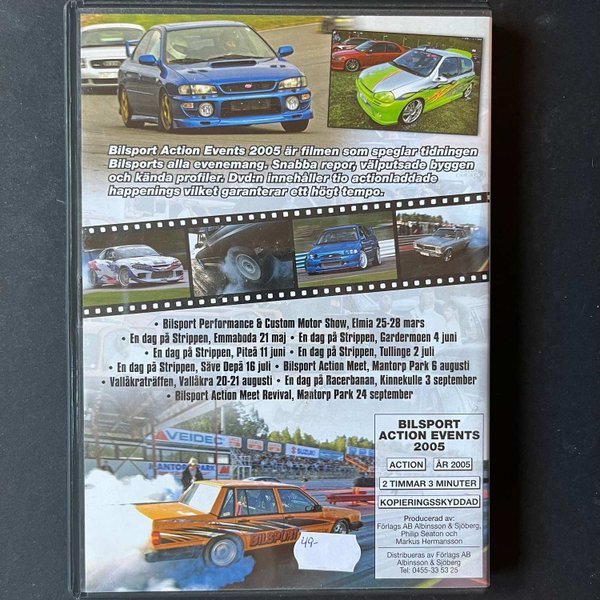 Bilsport Action Events 2005 är filmen som speglar tidningen
Bilsports alla evenemang. Snabba repor, välputsade byggen
och kända profiler. Dvd:n innehåller tio actionladdade
happenings vilket garanterar ett högt tempo.
• Bilsport Performance & Custom Motor Show, Elmia 25-28 mars
• En dag på Strippen, Emmaboda 21 maj • En dag på Strippen, Gardermoen 4 juni
• En dag på Strippen, Piteå 11 juni • En dag på Strippen, Tullinge 2 juli
• En dag på Strippen, Säve Depå 16 juli • Bilsport Action Meet, Mantorp Park 6 augusti
• Vallåkraträffen, Vallåkra 20-21 augusti • En dag på Racerbanan, Kinnekulle 3 september
• Bilsport Action Meet Revival, Mantorp Park 24 september
VEIDEC
SUZUKI
MANTORP PARK
BILSPORT
49-
BILSPORT
ACTION EVENTS
2005
ACTION ÅR 2005
2 TIMMAR 3 MINUTER
KOPIERINGSSKYDDAD
Producerad av:
Förlags AB Albinsson & Sjöberg,
Philip Seaton och
Markus Hermansson
Distribueras av Förlags AB
Albinsson & Sjöberg
Tel: 0455-33 53 25